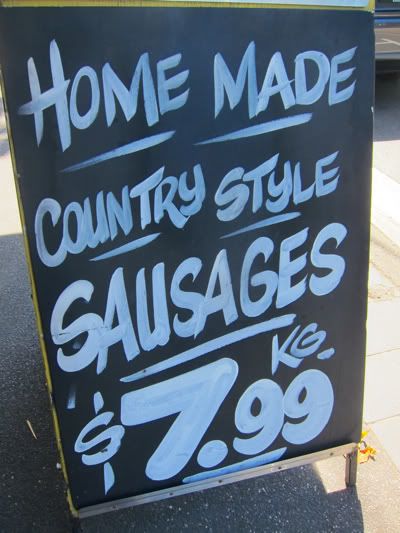 HOME MADE
COUNTRY STYLE
SAUSAGES
KG.
$7.99